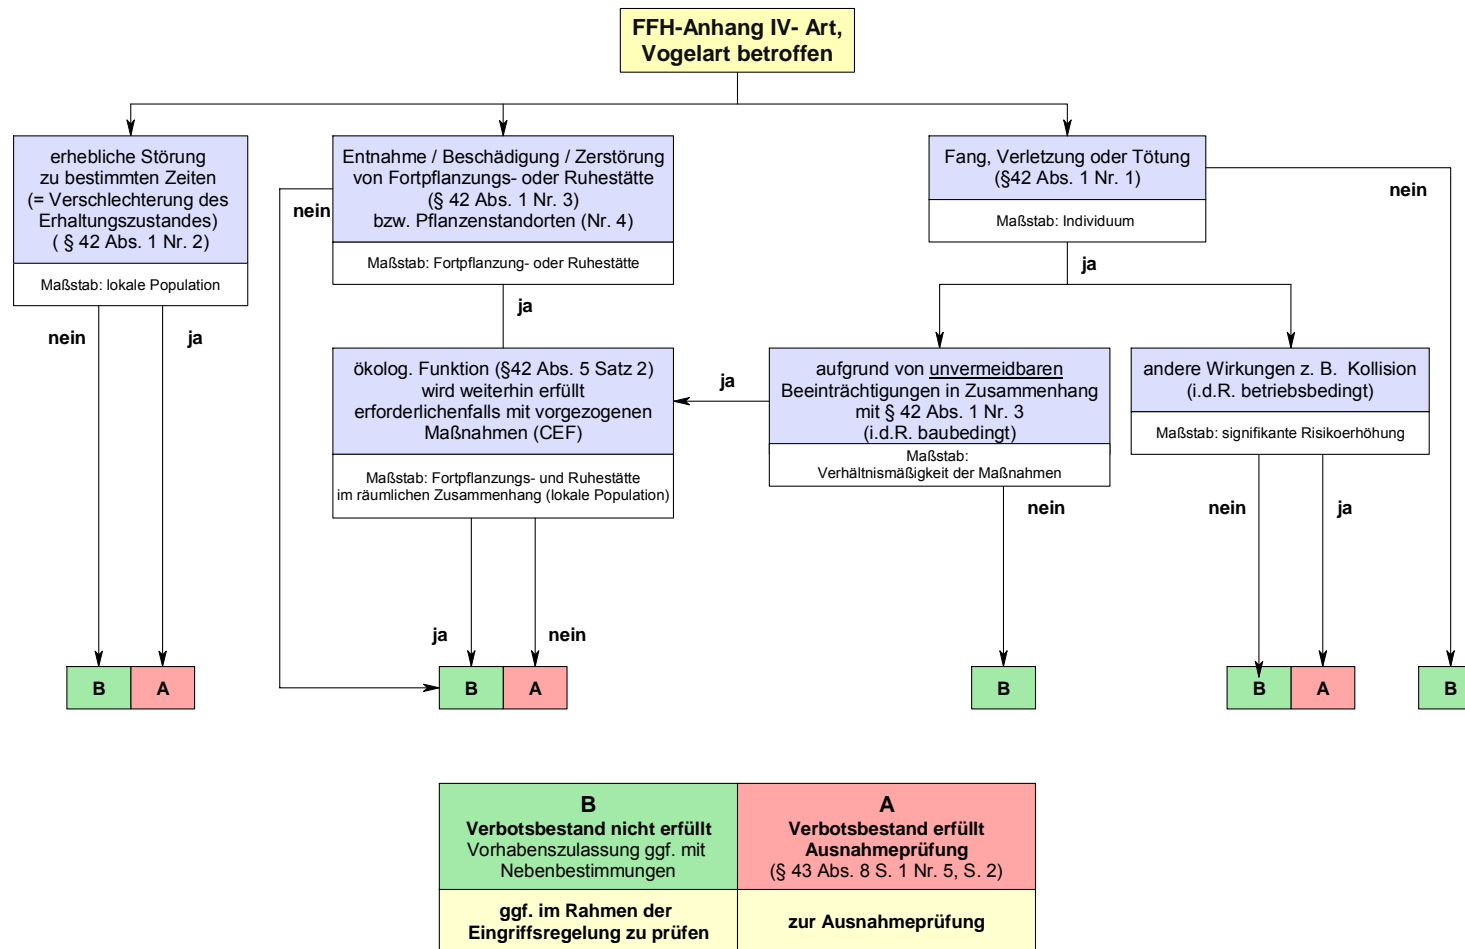 FFH-Anhang IV- Art,
Vogelart betroffen
erhebliche Störung
zu bestimmten Zeiten
(= Verschlechterung des
Erhaltungszustandes)
( § 42 Abs. 1 Nr. 2)
Maßstab: lokale Population
nein
ja
Entnahme / Beschädigung / Zerstörung
von Fortpflanzungs- oder Ruhestätte
(§ 42 Abs. 1 Nr. 3)
bzw. Pflanzenstandorten (Nr. 4)
Maßstab: Fortpflanzung- oder Ruhestätte
nein
ja
Fang, Verletzung oder Tötung
(§42 Abs. 1 Nr. 1)
Maßstab: Individuum
nein
ja
ökolog. Funktion (§42 Abs. 5 Satz 2)
wird weiterhin erfüllt
erforderlichenfalls mit vorgezogenen
Maßnahmen (CEF)
Maßstab: Fortpflanzungs- und Ruhestätte
im räumlichen Zusammenhang (lokale Population)
ja
nein
ja
aufgrund von unvermeidbaren
Beeinträchtigungen in Zusammenhang
mit § 42 Abs. 1 Nr. 3
(i.d.R. baubedingt)
Maßstab:
Verhältnismäßigkeit der Maßnahmen
nein
andere Wirkungen z. B. Kollision
(i.d.R. betriebsbedingt)
Maßstab: signifikante Risikoerhöhung
nein
ja
B
A
B
A
B
B
A
B
B
Verbotsbestand nicht erfüllt
Vorhabenszulassung ggf. mit
Nebenbestimmungen
A
Verbotsbestand erfüllt
Ausnahmeprüfung
(§ 43 Abs. 8 S. 1 Nr. 5, S. 2)
ggf. im Rahmen der
Eingriffsregelung zu prüfen
zur Ausnahmeprüfung